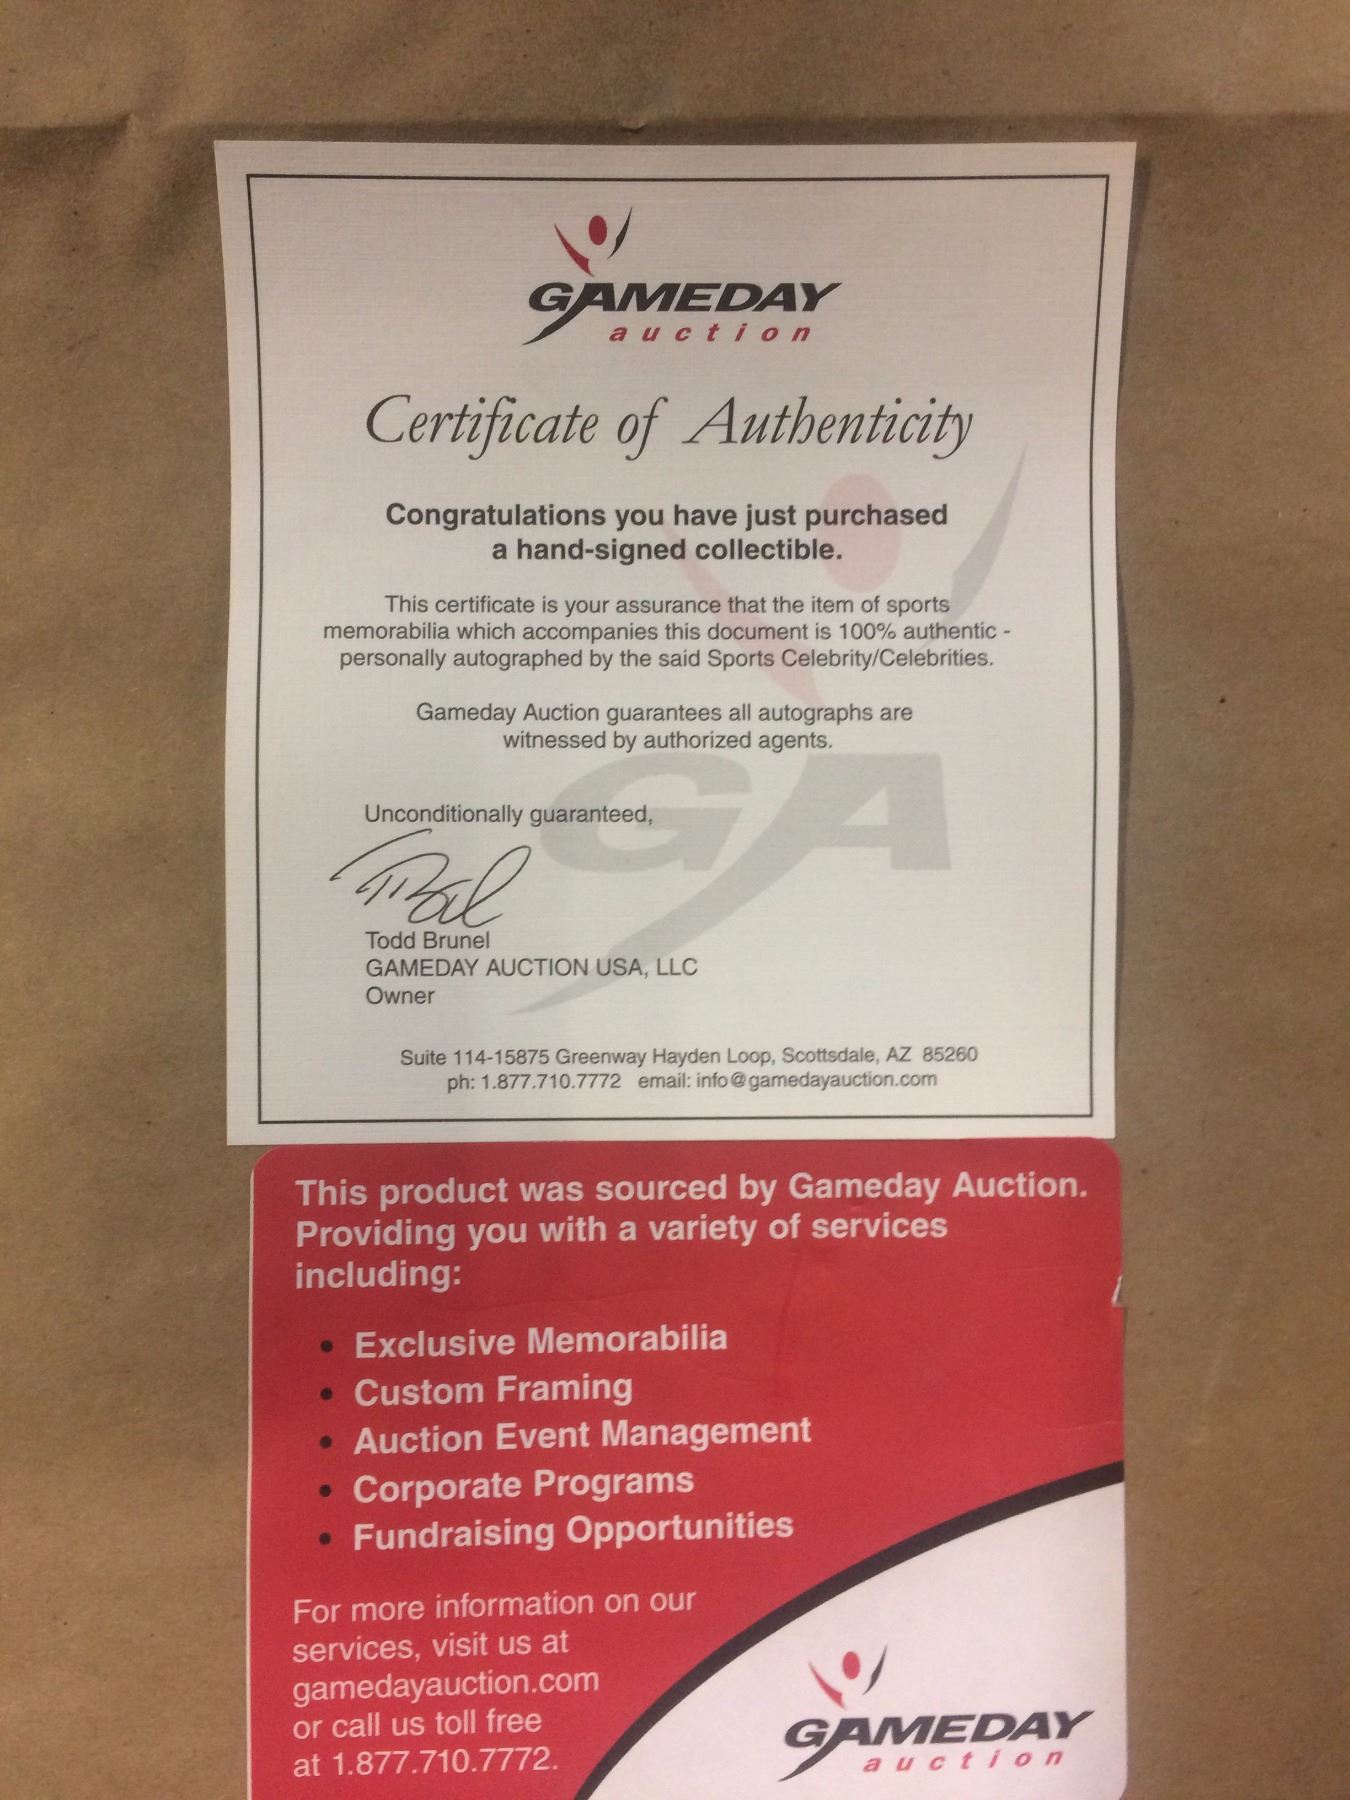 GAMEDAY
auction
Certificate of Authenticity
Congratulations you have just purchased
a hand-signed collectible.
This certificate is your assurance that the item of sports
memorabilia which accompanies this document is 100% authentic -
personally autographed by the said Sports Celebrity/Celebrities.
Gameday Auction guarantees all autographs are
witnessed by authorized agents.
GA
Unconditionally guaranteed,
Todd Brunel
GAMEDAY AUCTION USA, LLC
Owner
Suite 114-15875 Greenway Hayden Loop, Scottsdale, AZ 85260
ph: 1.877.710.7772 email: info@gamedayauction.com
This product was sourced by Gameday Auction.
Providing you with a variety of services
including:
• Exclusive Memorabilia
• Custom Framing
• Auction Event Management
• Corporate Programs
• Fundraising Opportunities
For more information on our
services, visit us at
gamedayauction.com
or call us toll free
at 1.877.710.7772.
GAMEDAY
auction